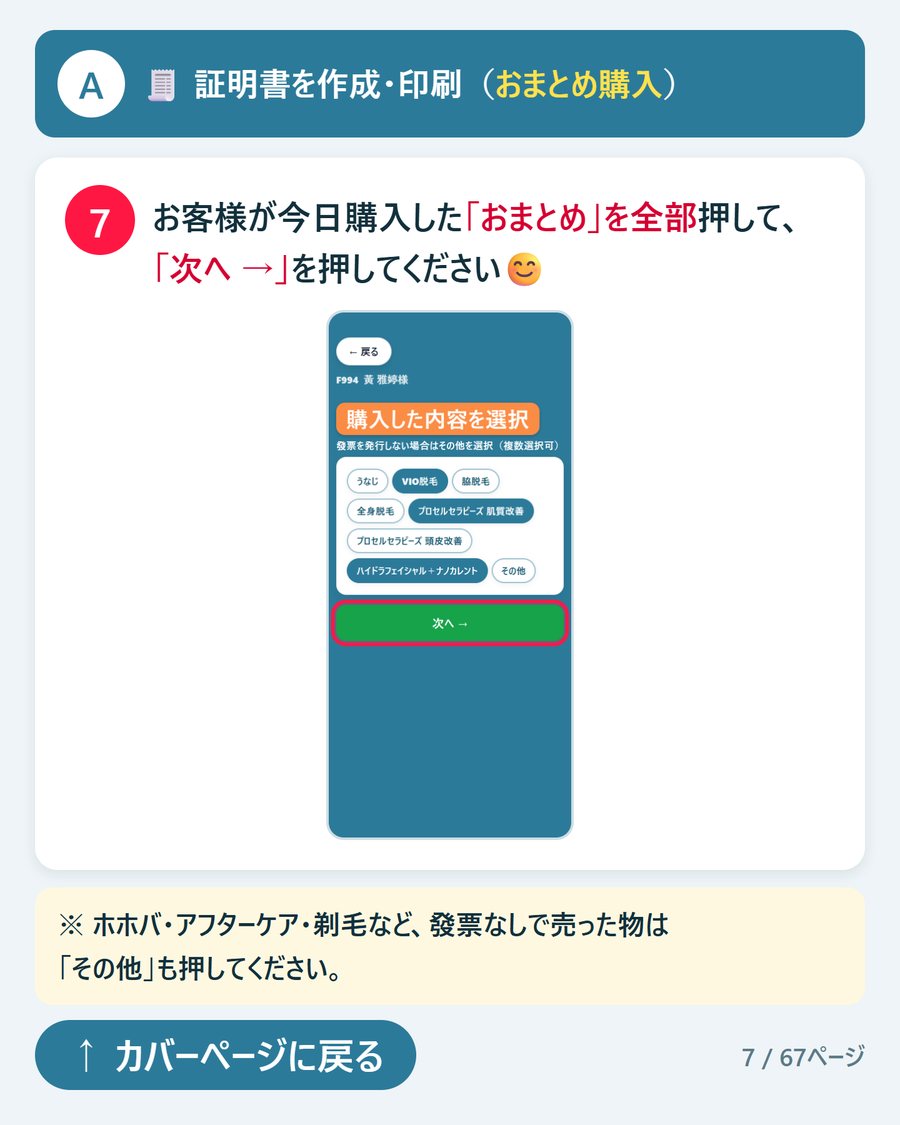 A 証明書を作成・印刷（おまとめ購入）
7 お客様が今日購入した「おまとめ」を全部押して、
「次へ →」を押してください
← 戻る
F994 黃 雅婷様
購入した内容を選択
發票を発行しない場合はその他を選択（複数選択可）
うなじ VIO脱毛 脇脱毛
全身脱毛 プロセルセラピーズ 肌質改善
プロセルセラピーズ 頭皮改善
ハイドラフェイシャル＋ナノカレント その他
次へ →
※ ホホバ・アフターケア・剃毛など、發票なしで売った物は
「その他」も押してください。
↑ カバーページに戻る
7 / 67ページ